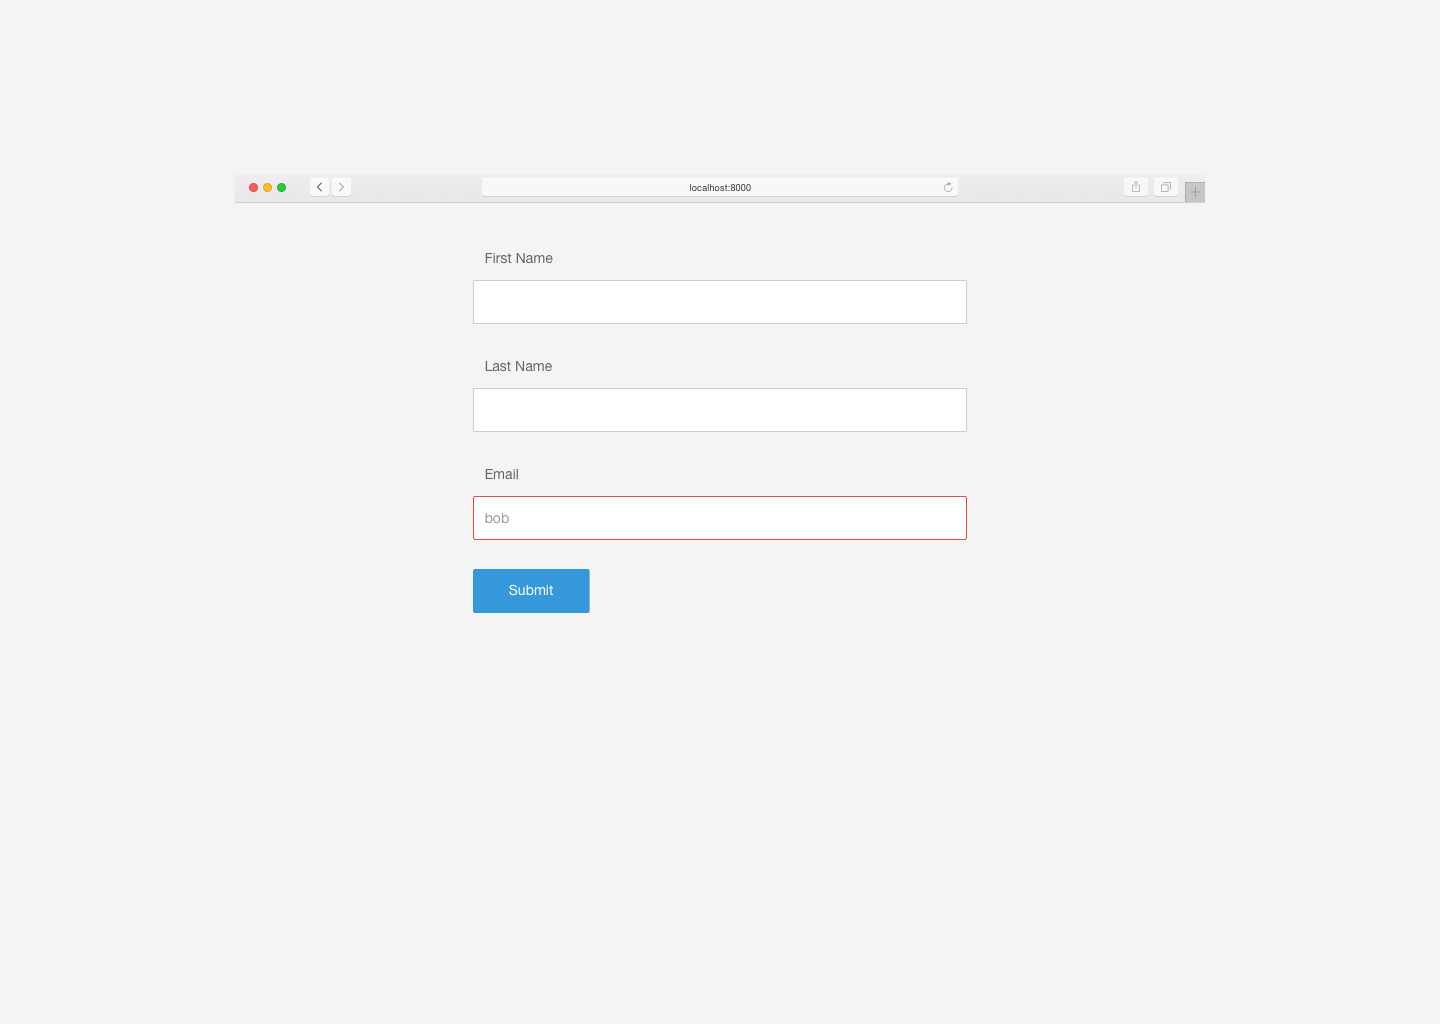 localhost:8000
First Name
Last Name
Email
bob
Submit